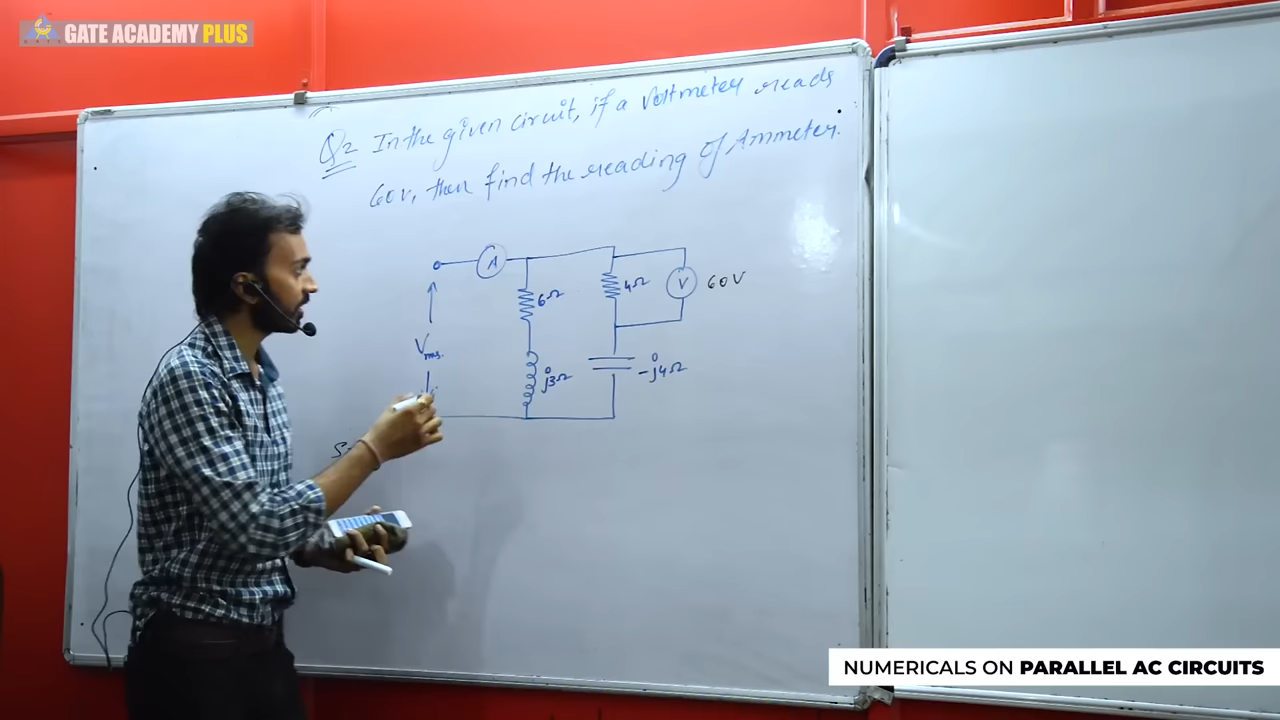 GATE ACADEMY PLUS
Q2 In the given circuit, if a voltmeter reads
60V, then find the reading of Ammeter.
A
6Ω
4Ω
V
60V
Vrms.
j3Ω
-j4Ω
NUMERICALS ON PARALLEL AC CIRCUITS